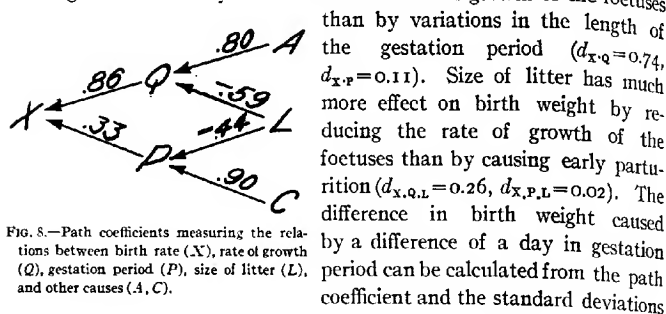 .80
A
.86
Q
-.59
X
L
.33
-.44
P
.90
C
FIG. 8.—Path coefficients measuring the rela-
tions between birth rate (X), rate of growth
(Q), gestation period (P), size of litter (L),
and other causes (A, C).
foetuses
than by variations in the length of
the gestation period (dX·Q=0.74,
dX·P=0.11). Size of litter has much
more effect on birth weight by re-
ducing the rate of growth of the
foetuses than by causing early partu-
rition (dX.Q.L=0.26, dX.P.L=0.02). The
difference in birth weight caused
by a difference of a day in gestation
period can be calculated from the path
coefficient and the standard deviations